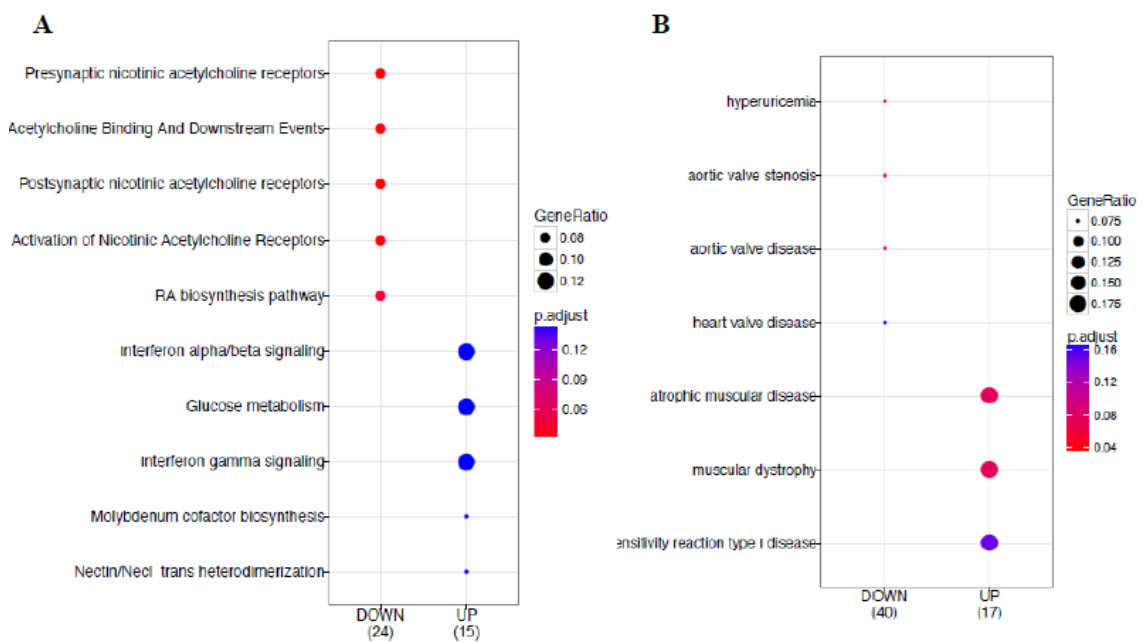 A
Presynaptic nicotinic acetylcholine receptors
Acetylcholine Binding And Downstream Events
Postsynaptic nicotinic acetylcholine receptors
Activation of Nicotinic Acetylcholine Receptors
RA biosynthesis pathway
Interferon alpha/beta signaling
Glucose metabolism
Interferon gamma signaling
Molybdenum cofactor biosynthesis
Nectin/Necl trans heterodimerization
DOWN
(24)
UP
(15)
GeneRatio
0.08
0.10
0.12
p.adjust
0.12
0.09
0.06
B
hyperuricemia
aortic valve stenosis
aortic valve disease
heart valve disease
atrophic muscular disease
muscular dystrophy
ensitivity reaction type I disease
DOWN
(40)
UP
(17)
GeneRatio
0.075
0.100
0.125
0.150
0.175
p.adjust
0.16
0.12
0.08
0.04